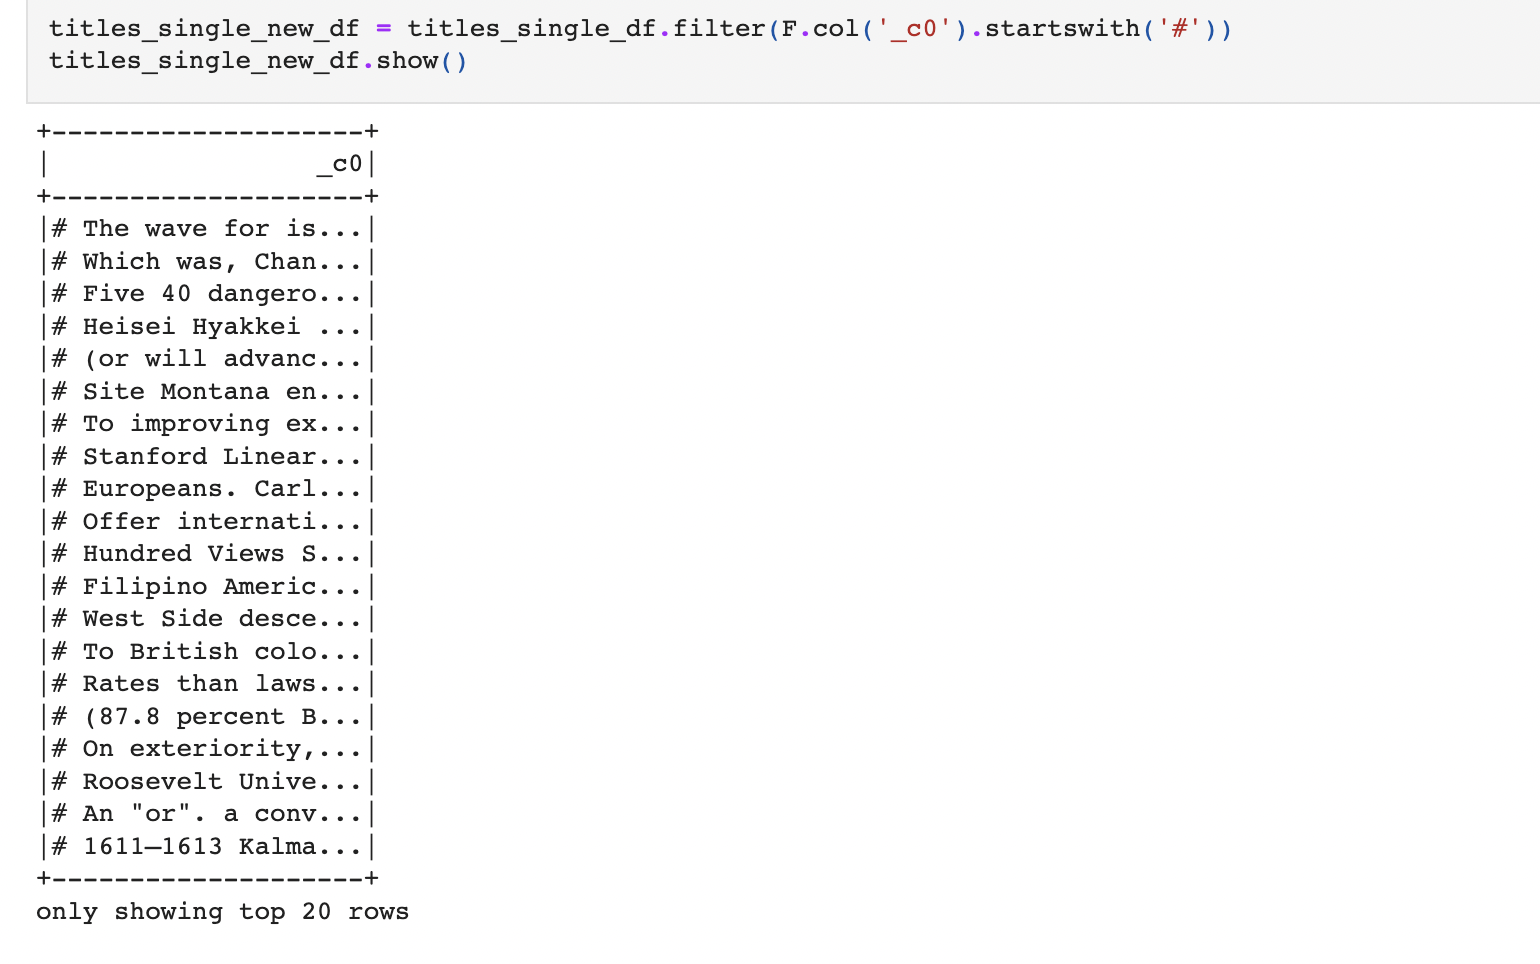 titles_single_new_df = titles_single_df.filter(F.col('_c0').startswith('#'))
titles_single_new_df.show()
+--------------------+
|                 _c0|
+--------------------+
|# The wave for is...|
|# Which was, Chan...|
|# Five 40 dangero...|
|# Heisei Hyakkei ...|
|# (or will advanc...|
|# Site Montana en...|
|# To improving ex...|
|# Stanford Linear...|
|# Europeans. Carl...|
|# Offer internati...|
|# Hundred Views S...|
|# Filipino Americ...|
|# West Side desce...|
|# To British colo...|
|# Rates than laws...|
|# (87.8 percent B...|
|# On exteriority,...|
|# Roosevelt Unive...|
|# An "or". a conv...|
|# 1611–1613 Kalma...|
+--------------------+
only showing top 20 rows